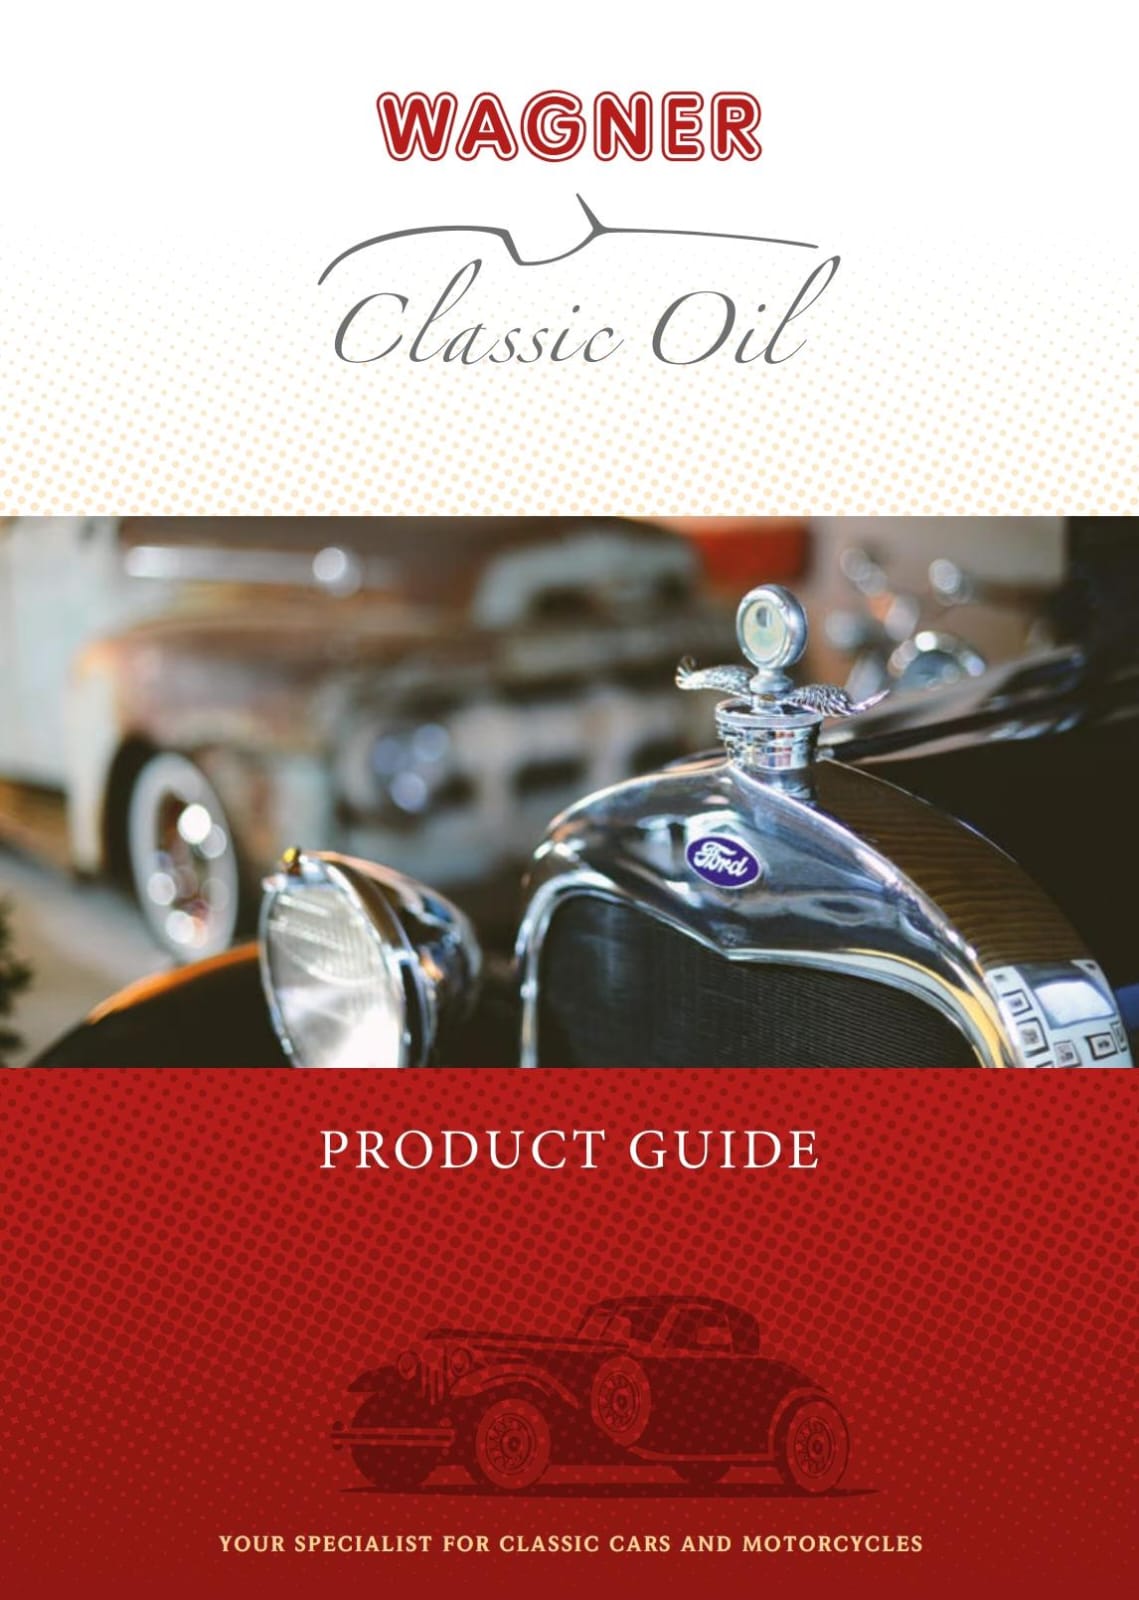 WAGNER
Classic Oil
Ford
PRODUCT GUIDE
YOUR SPECIALIST FOR CLASSIC CARS AND MOTORCYCLES